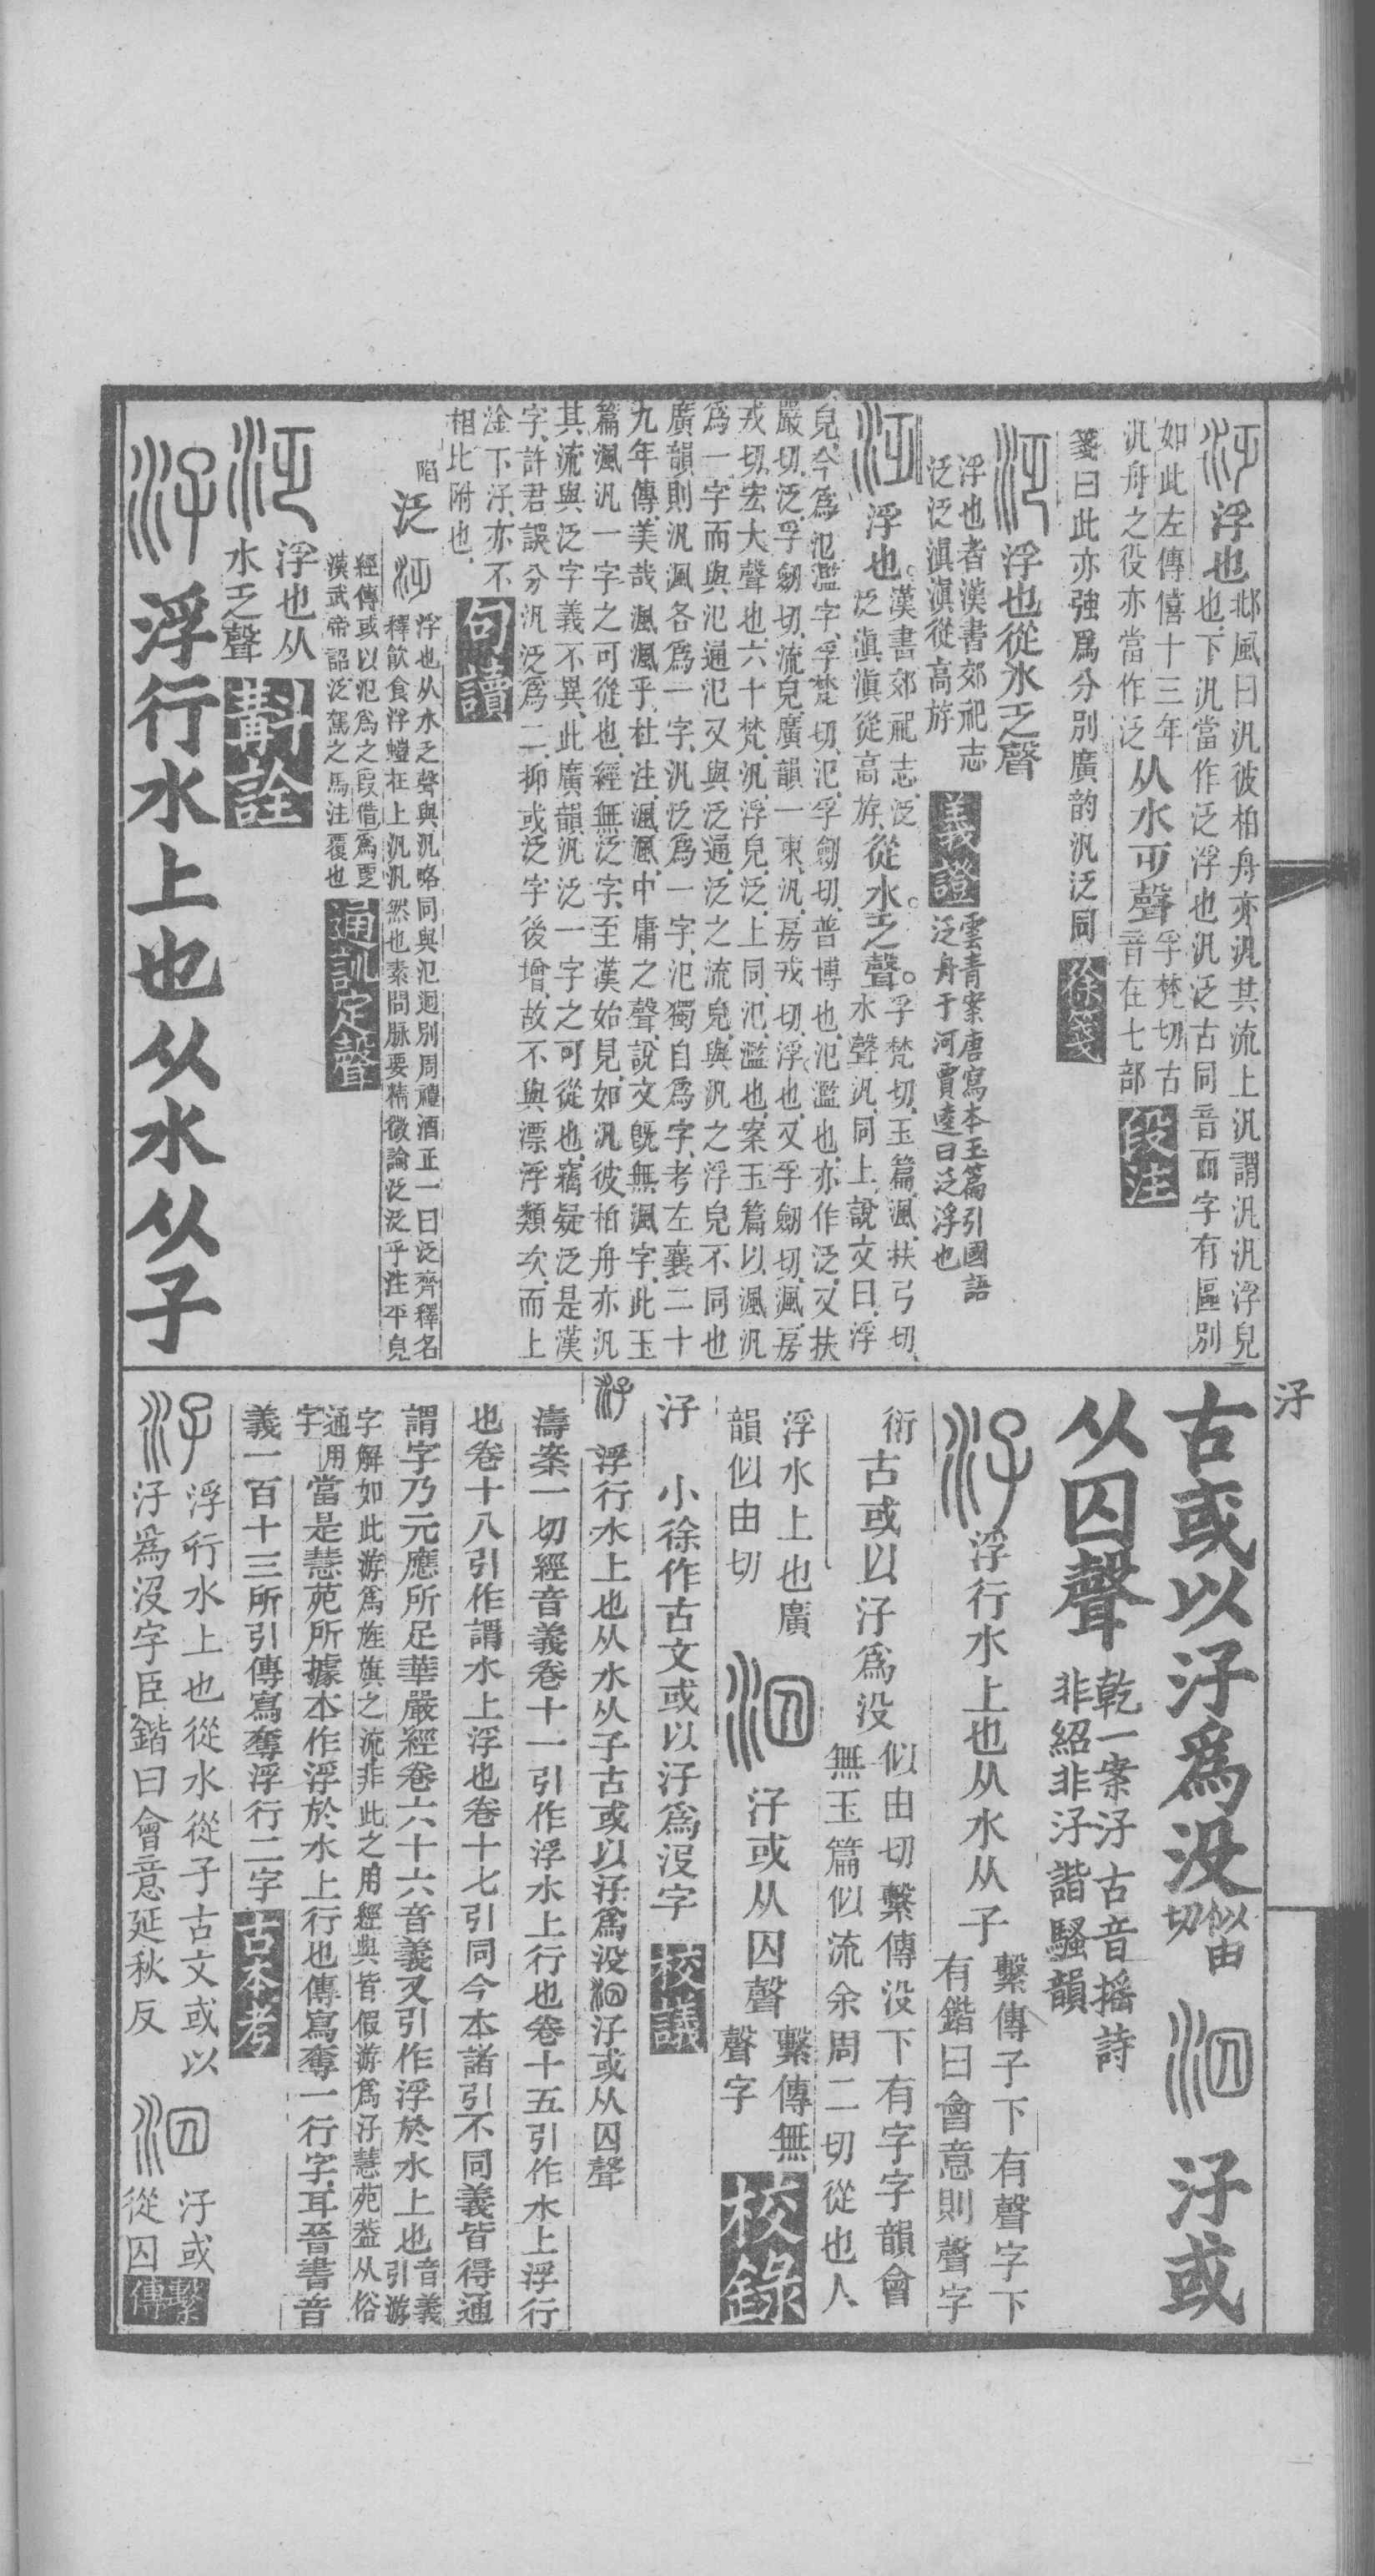 浮也邶風曰汎彼柏舟亦汎其流上汎謂汎汎浮皃
也下汎當作泛浮也汎泛古同音而字有區別
如此左傳僖十三年
汎舟之役亦當作泛
从水乏聲孚梵切古
音在七部 段注
箋曰此亦強爲分別廣韵汎泛同 徐箋
浮也從水乏聲
浮也者漢書郊祀志
泛泛滇滇從高斿
義證
雲青案唐寫本玉篇引國語
泛舟于河賈逵曰泛浮也
浮也。漢書郊祀志、泛
泛滇滇從高斿、從水。乏聲。孚梵切、玉篇、渢、扶弓切、
水聲、汎、同上、說文曰、浮
皃、今爲氾濫字、孚梵切、氾、孚劒切、普博也、氾濫也、亦作泛、又扶
嚴切、泛、孚劒切、流皃、廣韻一東、汎、房戎切、浮也、又孚劒切、渢、房
戎切、宏大聲也、六十梵、汎、浮皃、泛、上同、氾、濫也、案玉篇以渢汎
爲一字而與氾通氾又與泛通、泛之流皃、與汎之浮皃不同也
廣韻則汎渢各爲一字、汎泛爲一字、氾獨自爲字、考左襄二十
九年傳、美哉渢渢乎、杜注、渢渢、中庸之聲、說文旣無渢字、此玉
篇渢汎一字之可從也、經無泛字、至漢始見、如汎彼柏舟亦汎
其流與泛字義不異、此廣韻汎泛一字之可從也、竊疑泛是漢
字、許君誤分汎泛爲二、抑或泛字後增、故不與漂浮類次、而上
淦下汓、亦不
相比附也、
句讀
陷 泛
浮也从水乏聲與汎略同與氾迥別周禮酒正一曰泛齊釋名
釋飮食浮螘在上汎汎然也素問脉要精微論泛泛乎注平皃
經傳或以氾爲之叚借爲覂
漢武帝詔泛駕之馬注覆也
通訓定聲
浮也从
水乏聲
斠詮
浮行水上也从水从子
古或以汓爲没似畱切 汓或
从囚聲
乾一案汓古音搖詩
非紹非汓諧騷韻
浮行水上也从水从子
繫傳子下有聲字下
有鍇曰會意則聲字
衍 古或以汓爲没
似由切繫傳没下有字字韻會
無玉篇似流余周二切從也人
浮水上也廣
韻似由切
汓或从囚聲
繫傳無
聲字
校錄
汓 小徐作古文或以汓爲没字 校議
浮行水上也从水从子古或以汓爲没 汓或从囚聲
濤案一切經音義卷十一引作浮水上行也卷十五引作水上浮行
也卷十八引作謂水上浮也卷十七引同今本諸引不同義皆得通
謂字乃元應所足華嚴經卷六十六音義又引作浮於水上也音義
引游
字解如此游爲旌旗之流非此之用經典皆假游爲汓慧苑葢从俗
通用
字 當是慧苑所據本作浮於水上行也傳寫奪一行字耳晉書音
義一百十三所引傳寫奪浮行二字 古本考
浮行水上也從水從子古文或以
汓爲没字臣鍇曰會意延秋反
汓或
從囚
繫傳
汓